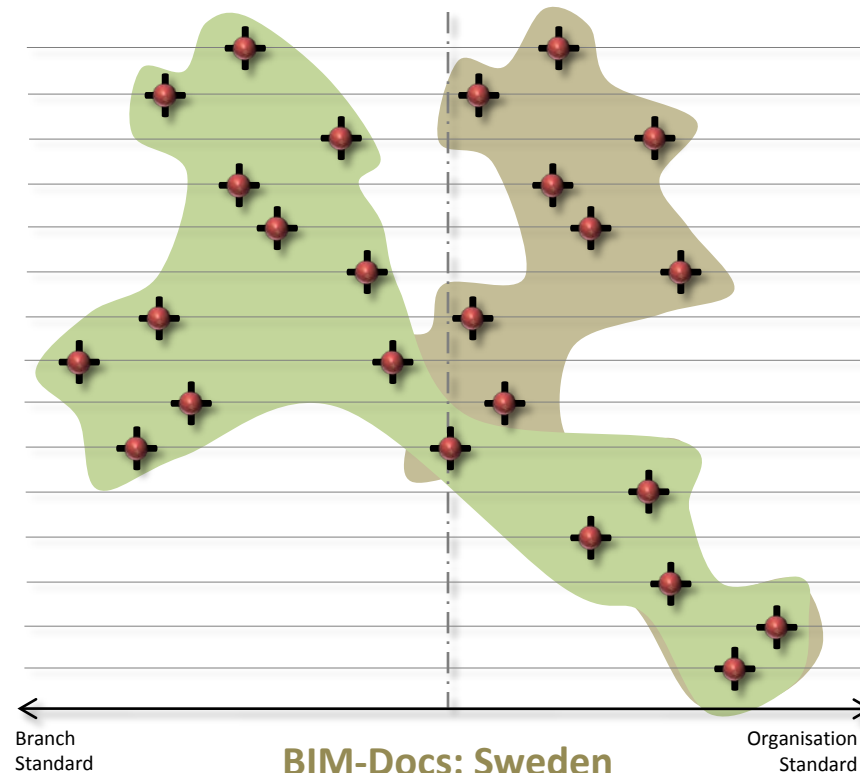 Branch
Standard
BIM-Docs: Sweden
Organisation
Standard